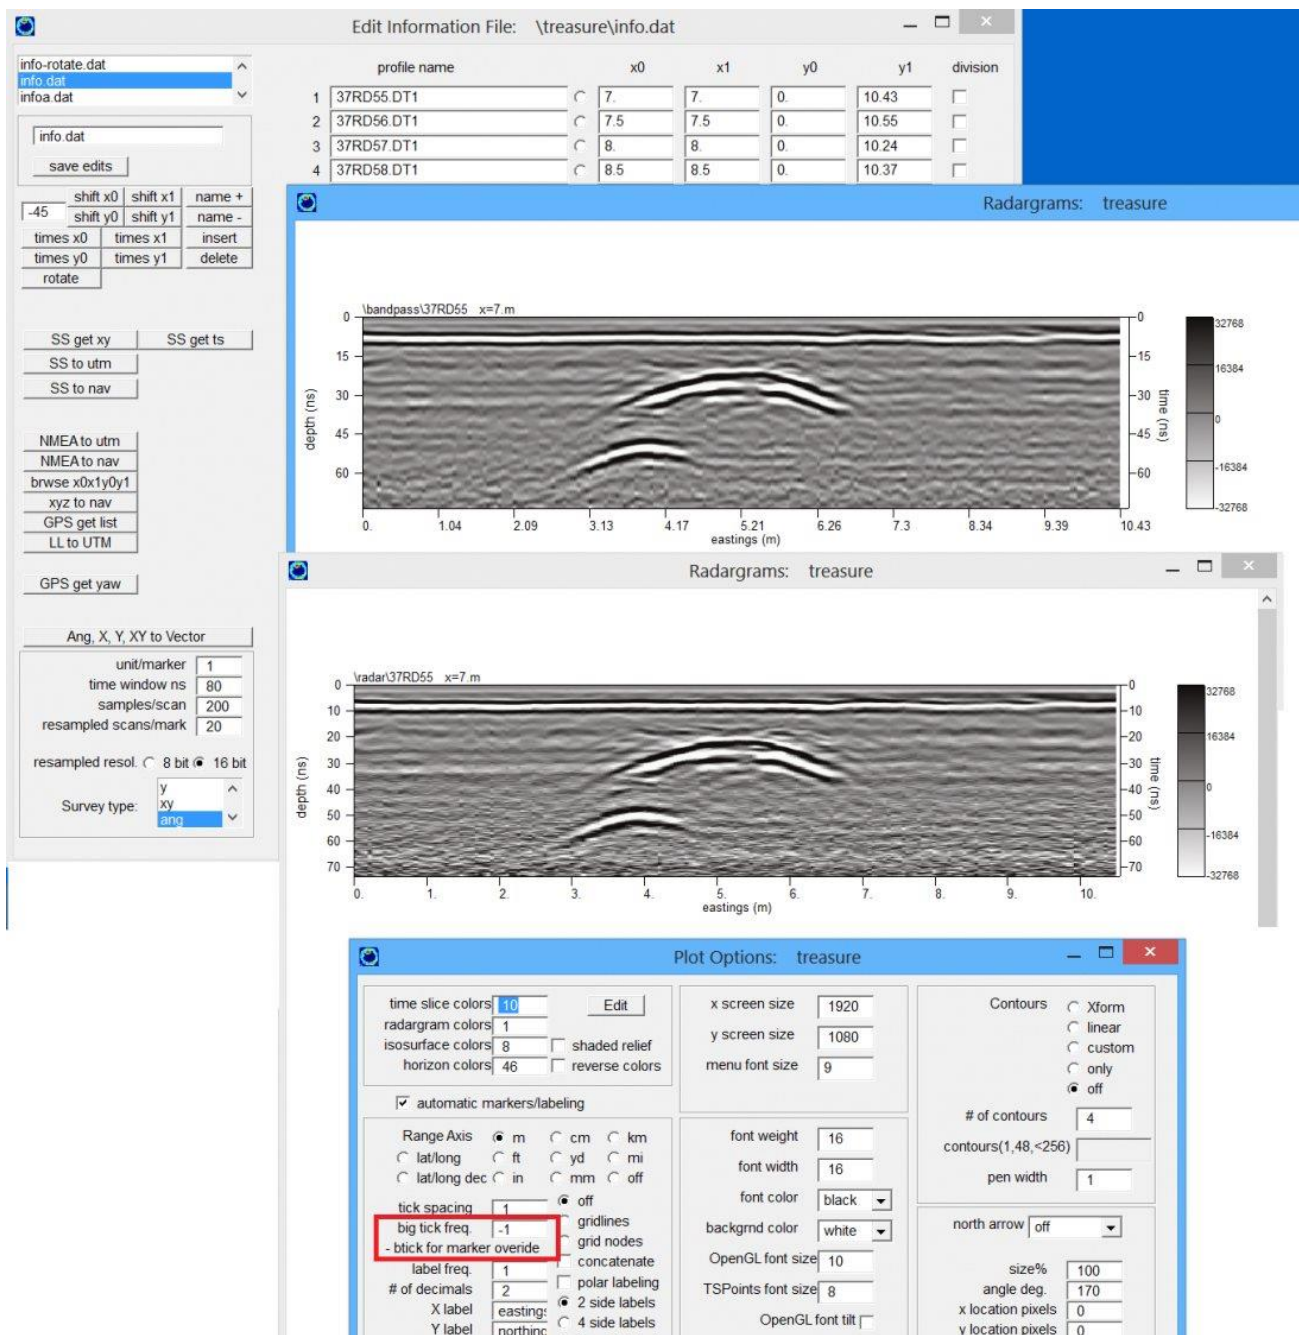 Edit Information File: \treasure\info.dat
info-rotate.dat
info.dat
infoa.dat
info.dat
save edits
profile name x0 x1 y0 y1 division
1 37RD55.DT1 7. 7. 0. 10.43
2 37RD56.DT1 7.5 7.5 0. 10.55
3 37RD57.DT1 8. 8. 0. 10.24
4 37RD58.DT1 8.5 8.5 0. 10.37
-45 shift x0 shift x1 name +
shift y0 shift y1 name -
times x0 times x1 insert
times y0 times y1 delete
rotate
SS get xy SS get ts
SS to utm
SS to nav
NMEA to utm
NMEA to nav
brwse x0x1y0y1
xyz to nav
GPS get list
LL to UTM
GPS get yaw
Ang, X, Y, XY to Vector
unit/marker 1
time window ns 80
samples/scan 200
resampled scans/mark 20
resampled resol. 8 bit 16 bit
Survey type: y
xy
ang
Radargrams: treasure
\bandpass\37RD55 x=7.m
0 0
15 15
30 30
45 45
60 60
depth (ns)
time (ns)
0. 1.04 2.09 3.13 4.17 5.21 6.26 7.3 8.34 9.39 10.43
eastings (m)
32768
16384
0
-16384
-32768
Radargrams: treasure
\radar\37RD55 x=7.m
0 0
10 10
20 20
30 30
40 40
50 50
60 60
70 70
depth (ns)
time (ns)
0. 1. 2. 3. 4. 5. 6. 7. 8. 9. 10.
eastings (m)
32768
16384
0
-16384
-32768
Plot Options: treasure
time slice colors 10 Edit
radargram colors 1
isosurface colors 8 shaded relief
horizon colors 46 reverse colors
automatic markers/labeling
Range Axis m cm km
lat/long ft yd mi
lat/long dec in mm off
tick spacing 1 off
big tick freq. -1 gridlines
- btick for marker overide grid nodes
concatenate
label freq. 1 polar labeling
# of decimals 2 2 side labels
X label easting: 4 side labels
Y label northing
x screen size 1920
y screen size 1080
menu font size 9
font weight 16
font width 16
font color black
backgrnd color white
OpenGL font size 10
TSPoints font size 8
OpenGL font tilt
Contours Xform
linear
custom
only
off
# of contours 4
contours(1,48,<256)
pen width 1
north arrow off
size% 100
angle deg. 170
x location pixels 0
y location pixels 0